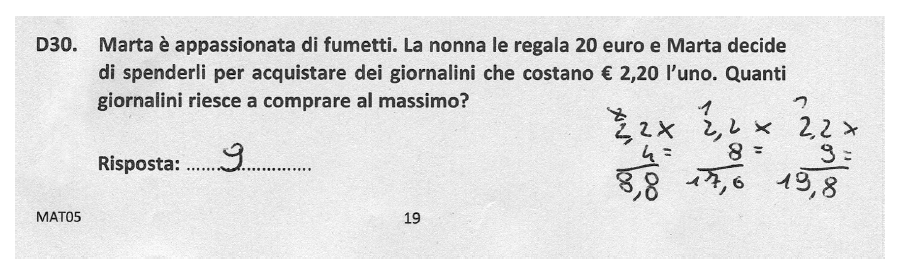 D30. Marta è appassionata di fumetti. La nonna le regala 20 euro e Marta decide
di spenderli per acquistare dei giornalini che costano € 2,20 l’uno. Quanti
giornalini riesce a comprare al massimo?
Risposta: ......9..............
2,2 x
4 =
8,8
1
2,2 x
8 =
17,6
1
2,2 x
9 =
19,8
MAT05
19